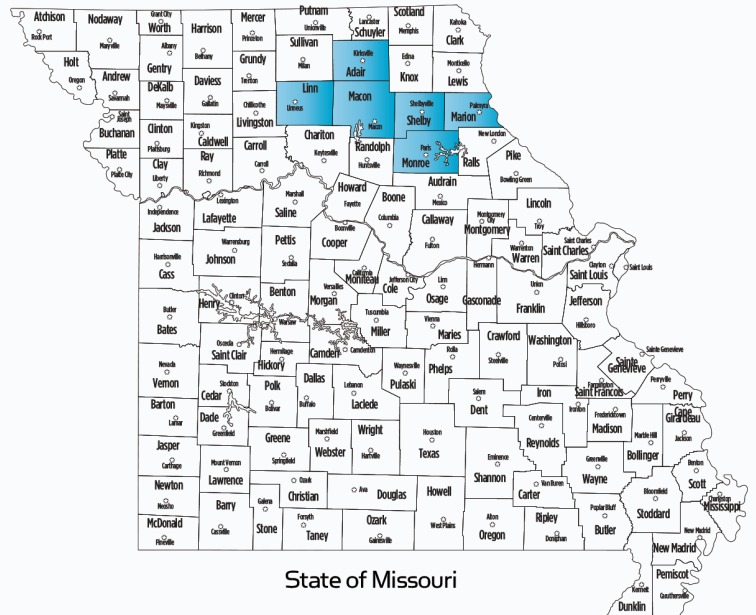 Atchison
Rock Port
Nodaway
Maryville
Grant City
Worth
Harrison
Bethany
Mercer
Princeton
Putnam
Unionville
Lancaster
Schuyler
Scotland
Memphis
Kahoka
Clark
Holt
Oregon
Andrew
Savannah
Albany
Gentry
Daviess
Gallatin
Grundy
Trenton
Sullivan
Milan
Kirksville
Adair
Edina
Knox
Monticello
Lewis
DeKalb
Maysville
Saint
Joseph
Buchanan
Clinton
Plattsburg
Kingston
Caldwell
Chillicothe
Livingston
Linn
Linneus
Macon
Macon
Shelbyville
Shelby
Palmyra
Marion
Platte
Platte City
Clay
Liberty
Ray
Richmond
Carroll
Carroll
Chariton
Keytesville
Randolph
Huntsville
Paris
Monroe
New London
Ralls
Pike
Bowling Green
Independence
Jackson
Lexington
Lafayette
Marshall
Saline
Howard
Fayette
Boone
Columbia
Audrain
Mexico
Callaway
Fulton
Montgomery
City
Montgomery
Lincoln
Troy
Warrenton
Warren
Saint Charles
Saint Charles
Clayton
Saint Louis
Saint Louis
Harrisonville
Cass
Warrensburg
Johnson
Pettis
Sedalia
Boonville
Cooper
California
Moniteau
Jefferson City
Cole
Linn
Osage
Hermann
Gasconade
Union
Franklin
Jefferson
Hillsboro
Butler
Bates
Henry
Clinton
Benton
Warsaw
Versailles
Morgan
Tuscumbia
Miller
Vienna
Maries
Crawford
Steelville
Washington
Potosi
Sainte Genevieve
Sainte
Genevieve
Nevada
Vernon
Osceola
Saint Clair
Hermitage
Hickory
Camden
Camdenton
Waynesville
Pulaski
Rolla
Phelps
Farmington
Saint Francois
Perryville
Perry
Barton
Lamar
Stockton
Cedar
Dade
Greenfield
Polk
Bolivar
Dallas
Buffalo
Lebanon
Laclede
Salem
Dent
Iron
Ironton
Fredericktown
Madison
Cape
Girardeau
Jackson
Jasper
Carthage
Greene
Springfield
Marshfield
Webster
Wright
Hartville
Houston
Texas
Centerville
Reynolds
Marble Hill
Bollinger
Newton
Neosho
Mount Vernon
Lawrence
Ozark
Christian
Ava
Douglas
Howell
West Plains
Eminence
Shannon
Van Buren
Carter
Greenville
Wayne
Benton
Scott
McDonald
Pineville
Barry
Cassville
Galena
Stone
Forsyth
Taney
Ozark
Gainesville
Alton
Oregon
Ripley
Doniphan
Poplar Bluff
Butler
Bloomfield
Stoddard
Charleston
Mississippi
New Madrid
New Madrid
Pemiscot
Caruthersville
Kennett
Dunklin
State of Missouri